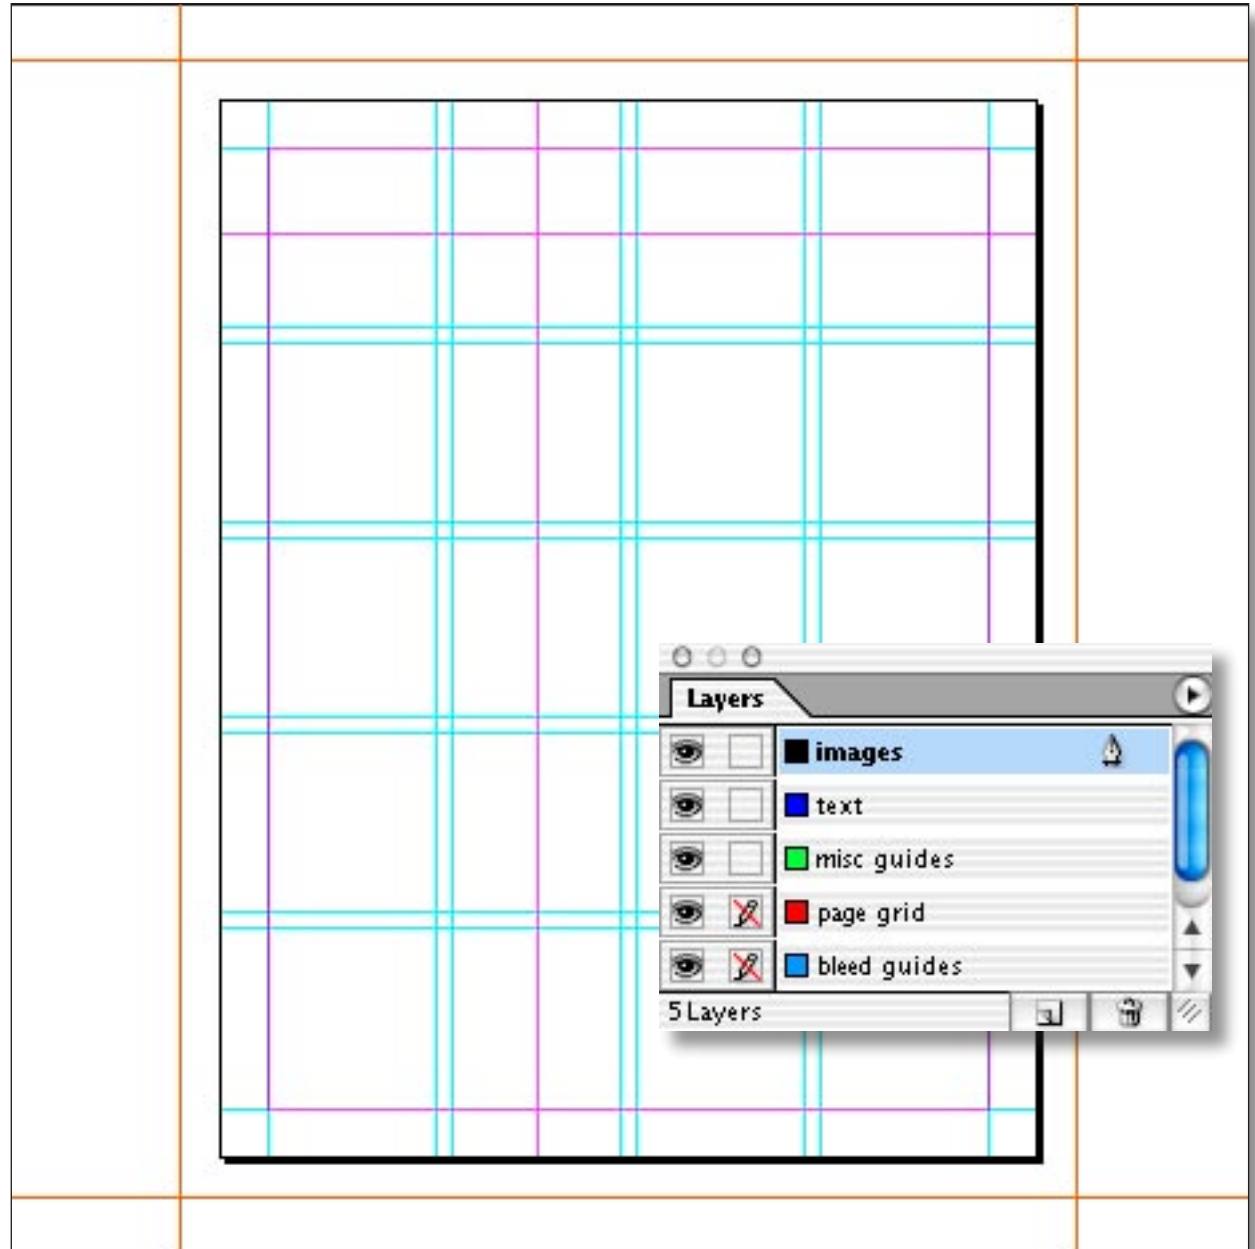 Layers
images
text
misc guides
page grid
bleed guides
5 Layers